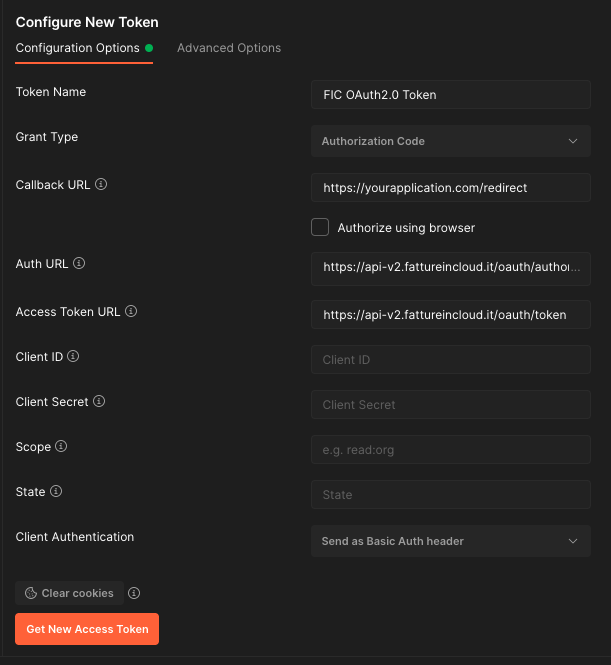 Configure New Token
Configuration Options Advanced Options
Token Name FIC OAuth2.0 Token
Grant Type Authorization Code
Callback URL https://yourapplication.com/redirect
Authorize using browser
Auth URL https://api-v2.fattureincloud.it/oauth/author...
Access Token URL https://api-v2.fattureincloud.it/oauth/token
Client ID Client ID
Client Secret Client Secret
Scope e.g. read:org
State State
Client Authentication Send as Basic Auth header
Clear cookies
Get New Access Token